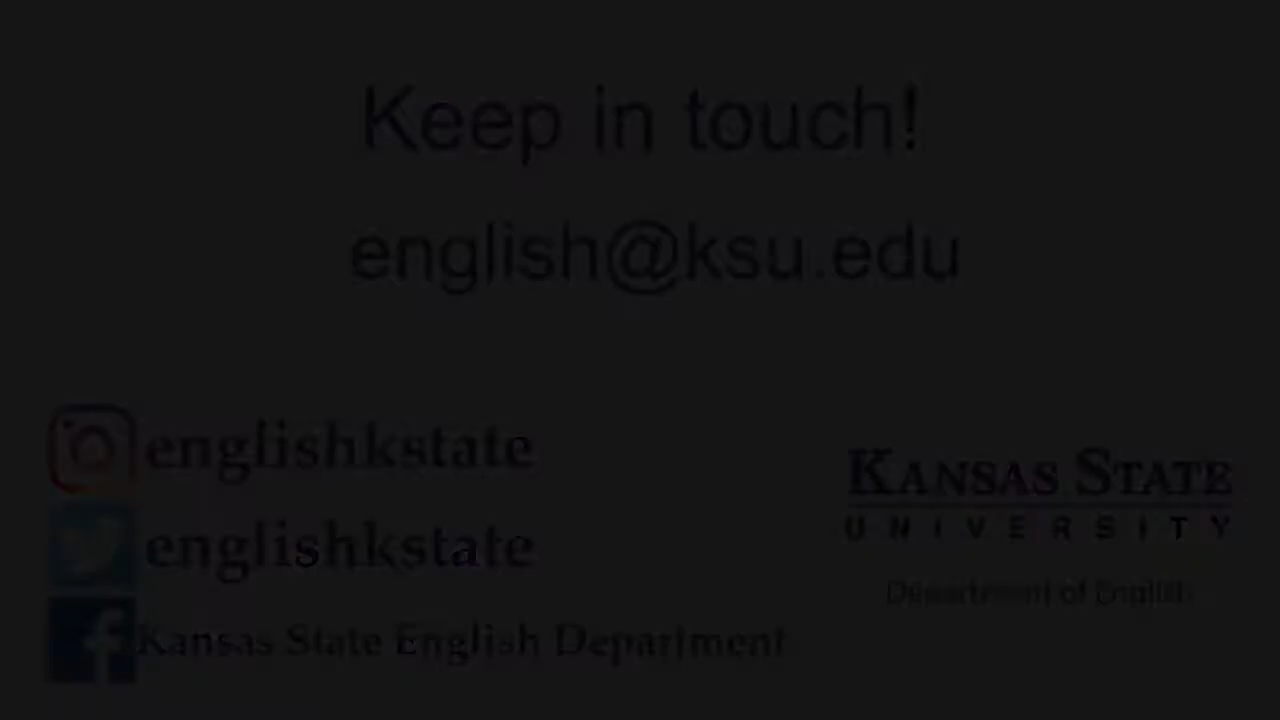 Keep in touch!
english@ksu.edu
englishkstate
englishkstate
Kansas State English Department
KANSAS STATE
UNIVERSITY
Department of English